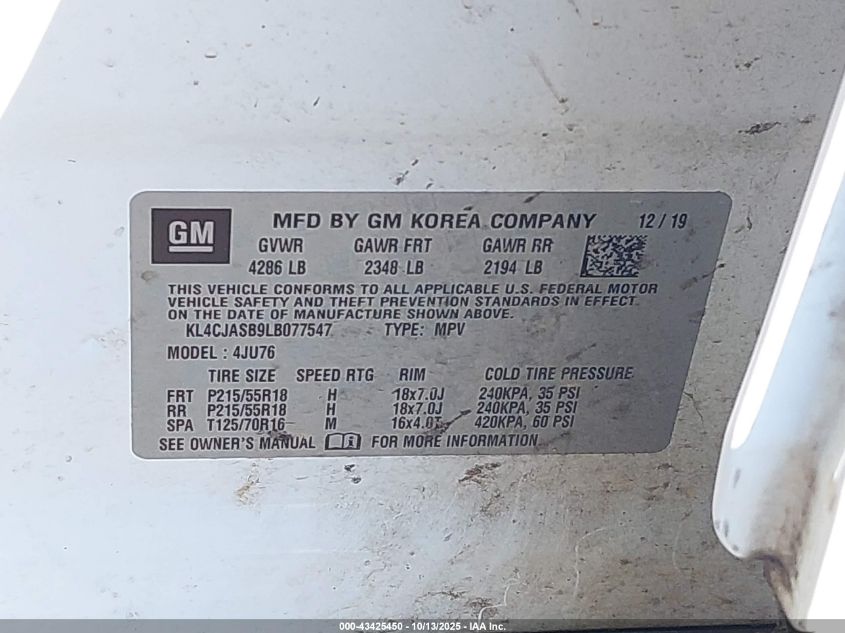 GM
MFD BY GM KOREA COMPANY 12 / 19
GVWR GAWR FRT GAWR RR
4286 LB 2348 LB 2194 LB
THIS VEHICLE CONFORMS TO ALL APPLICABLE U.S. FEDERAL MOTOR
VEHICLE SAFETY AND THEFT PREVENTION STANDARDS IN EFFECT
ON THE DATE OF MANUFACTURE SHOWN ABOVE.
KL4CJASB9LB077547 TYPE: MPV
MODEL : 4JU76
TIRE SIZE SPEED RTG RIM COLD TIRE PRESSURE
FRT P215/55R18 H 18x7.0J 240KPA, 35 PSI
RR P215/55R18 H 18x7.0J 240KPA, 35 PSI
SPA T125/70R16 M 16x4.0T 420KPA, 60 PSI
SEE OWNER'S MANUAL FOR MORE INFORMATION
000-43425450 - 10/13/2025 - IAA Inc.